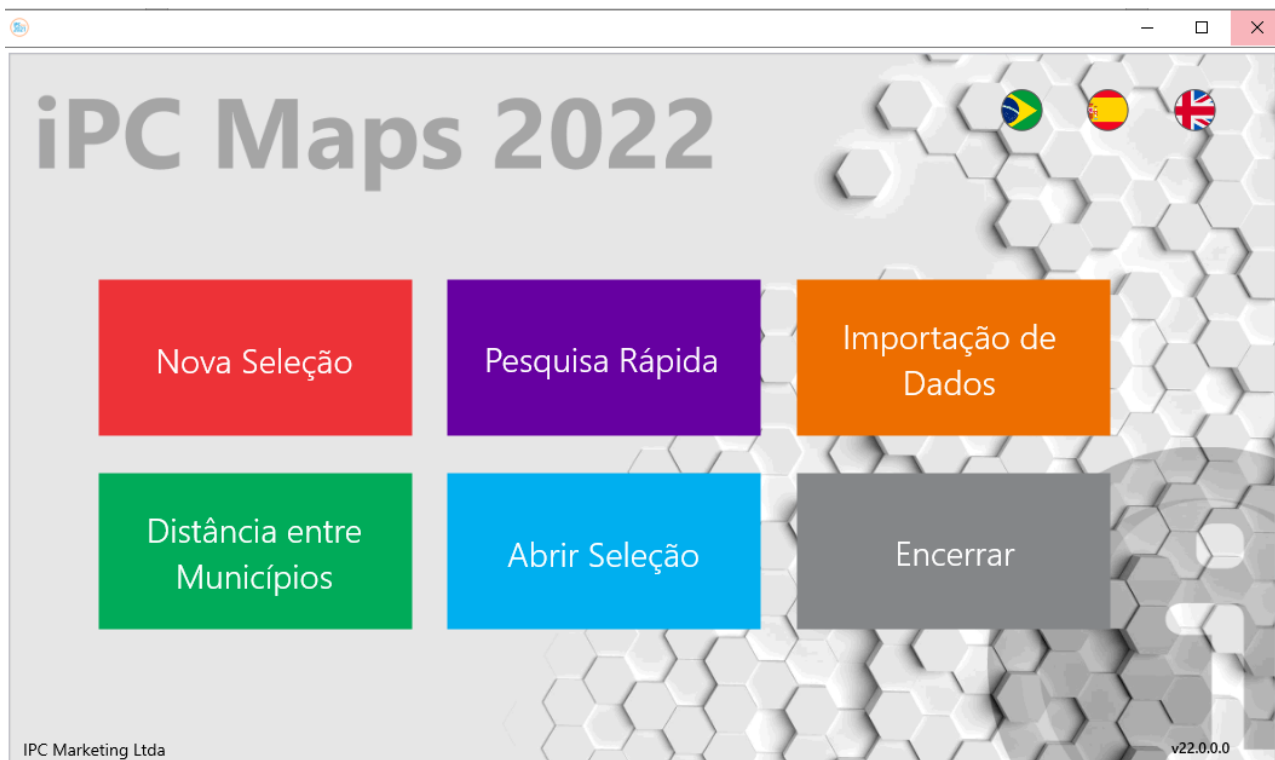 iPC Maps 2022
Nova Seleção
Pesquisa Rápida
Importação de
Dados
Distância entre
Municípios
Abrir Seleção
Encerrar
IPC Marketing Ltda
v22.0.0.0